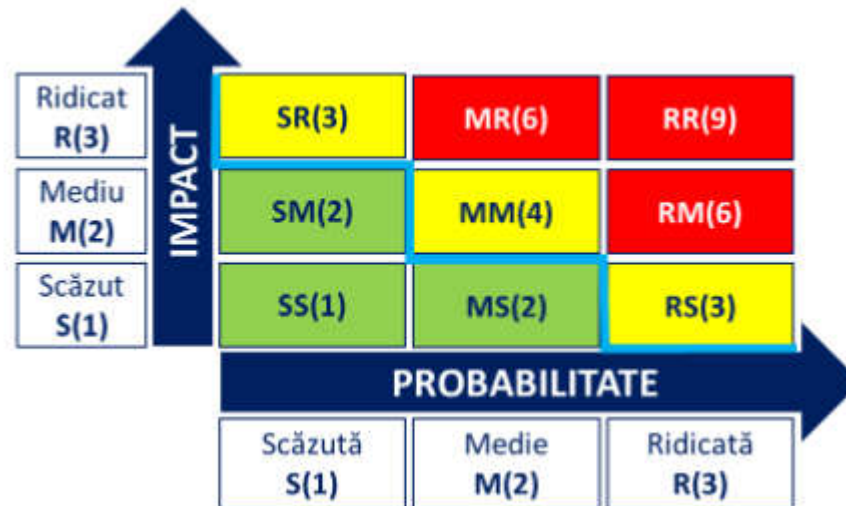 Ridicat
R(3)
IMPACT
SR(3)
MR(6)
RR(9)
Mediu
M(2)
SM(2)
MM(4)
RM(6)
Scăzut
S(1)
SS(1)
MS(2)
RS(3)
PROBABILITATE
Scăzută
S(1)
Medie
M(2)
Ridicată
R(3)